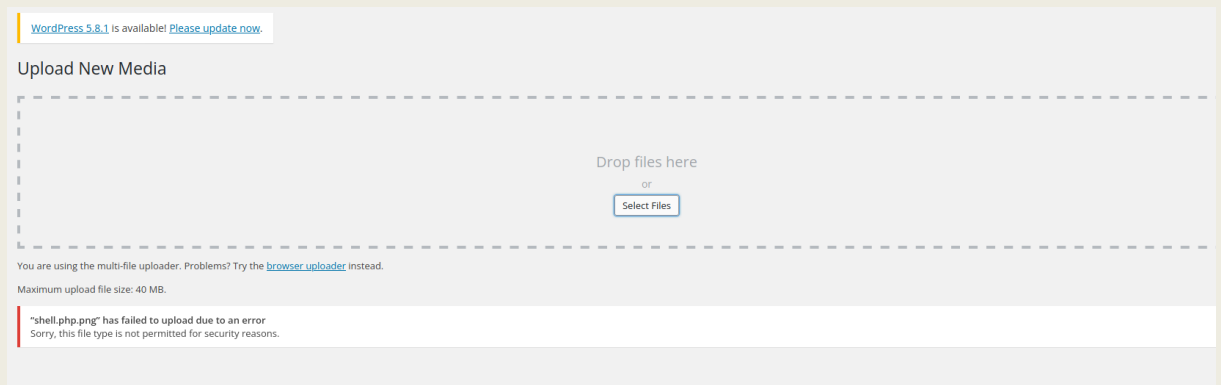 WordPress 5.8.1 is available! Please update now.
Upload New Media
Drop files here
or
Select Files
You are using the multi-file uploader. Problems? Try the browser uploader instead.
Maximum upload file size: 40 MB.
“shell.php.png” has failed to upload due to an error
Sorry, this file type is not permitted for security reasons.